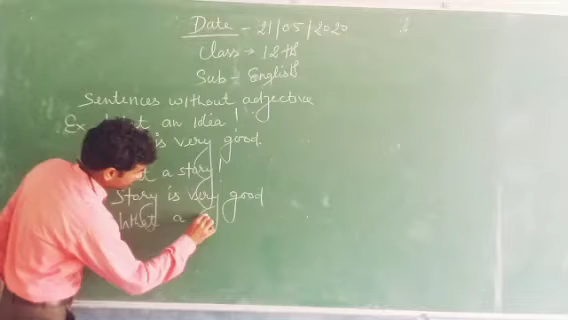 Date - 21/05/2020
Class → 12th
Sub - English
Sentences without adjective
Ex an idea !
is very good.
a story!
Story is very good
What a